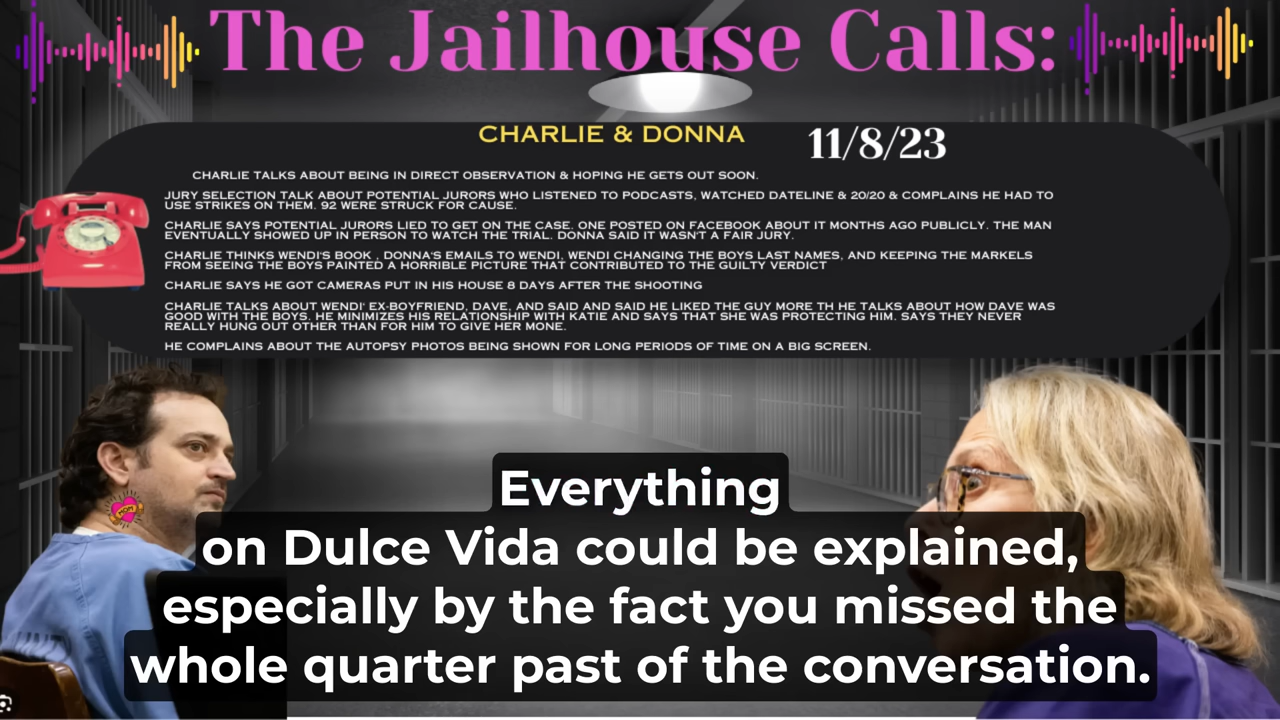 The Jailhouse Calls:
CHARLIE & DONNA
11/8/23
CHARLIE TALKS ABOUT BEING IN DIRECT OBSERVATION & HOPING HE GETS OUT SOON.
JURY SELECTION TALK ABOUT POTENTIAL JURORS WHO LISTENED TO PODCASTS, WATCHED DATELINE & 20/20 & COMPLAINS HE HAD TO
USE STRIKES ON THEM. 92 WERE STRUCK FOR CAUSE.
CHARLIE SAYS POTENTIAL JURORS LIED TO GET ON THE CASE. ONE POSTED ON FACEBOOK ABOUT IT MONTHS AGO PUBLICLY. THE MAN
EVENTUALLY SHOWED UP IN PERSON TO WATCH THE TRIAL. DONNA SAID IT WASN'T A FAIR JURY.
CHARLIE THINKS WENDI'S BOOK , DONNA'S EMAILS TO WENDI, WENDI CHANGING THE BOYS LAST NAMES, AND KEEPING THE MARKELS
FROM SEEING THE BOYS PAINTED A HORRIBLE PICTURE THAT CONTRIBUTED TO THE GUILTY VERDICT
CHARLIE SAYS HE GOT CAMERAS PUT IN HIS HOUSE 8 DAYS AFTER THE SHOOTING
CHARLIE TALKS ABOUT WENDI' EX-BOYFRIEND, DAVE, AND SAID AND SAID HE LIKED THE GUY MORE TH HE TALKS ABOUT HOW DAVE WAS
GOOD WITH THE BOYS. HE MINIMIZES HIS RELATIONSHIP WITH KATIE AND SAYS THAT SHE WAS PROTECTING HIM. SAYS THEY NEVER
REALLY HUNG OUT OTHER THAN FOR HIM TO GIVE HER MONE.
HE COMPLAINS ABOUT THE AUTOPSY PHOTOS BEING SHOWN FOR LONG PERIODS OF TIME ON A BIG SCREEN.
MOM
Everything
on Dulce Vida could be explained,
especially by the fact you missed the
whole quarter past of the conversation.